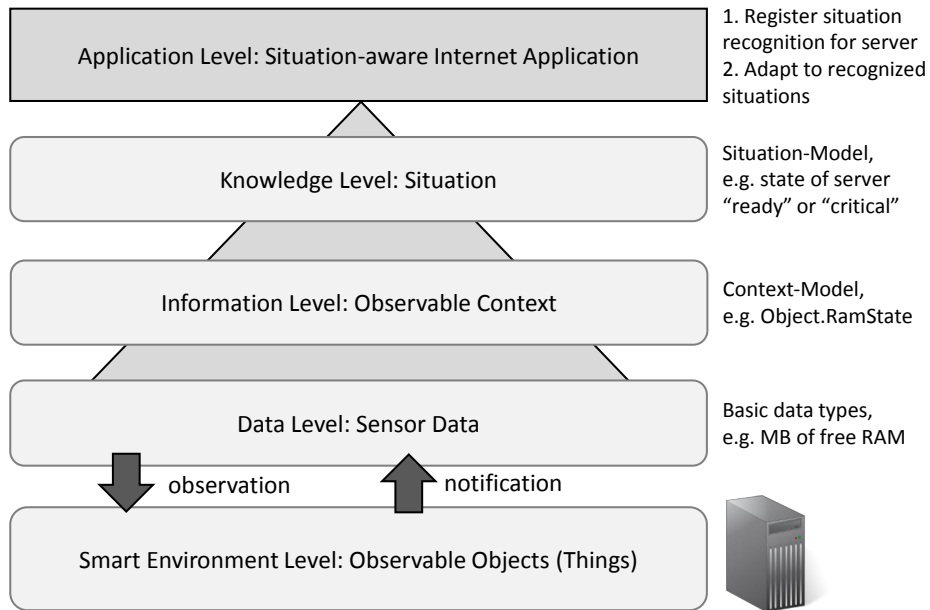 Application Level: Situation-aware Internet Application
1. Register situation
recognition for server
2. Adapt to recognized
situations
Knowledge Level: Situation
Situation-Model,
e.g. state of server
“ready” or “critical”
Information Level: Observable Context
Context-Model,
e.g. Object.RamState
Data Level: Sensor Data
Basic data types,
e.g. MB of free RAM
observation
notification
Smart Environment Level: Observable Objects (Things)